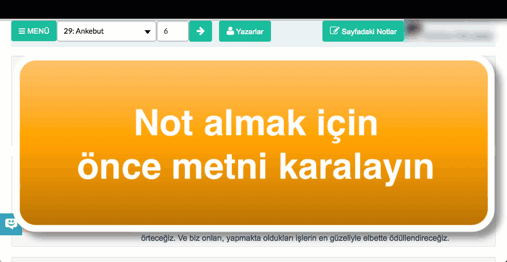 MENÜ 29: Ankebut 6 Yazarlar Sayfadaki Notlar
Not almak için
önce metni karalayın
örteceğiz. Ve biz onları, yapmakta oldukları işlerin en güzeliyle elbette ödüllendireceğiz.